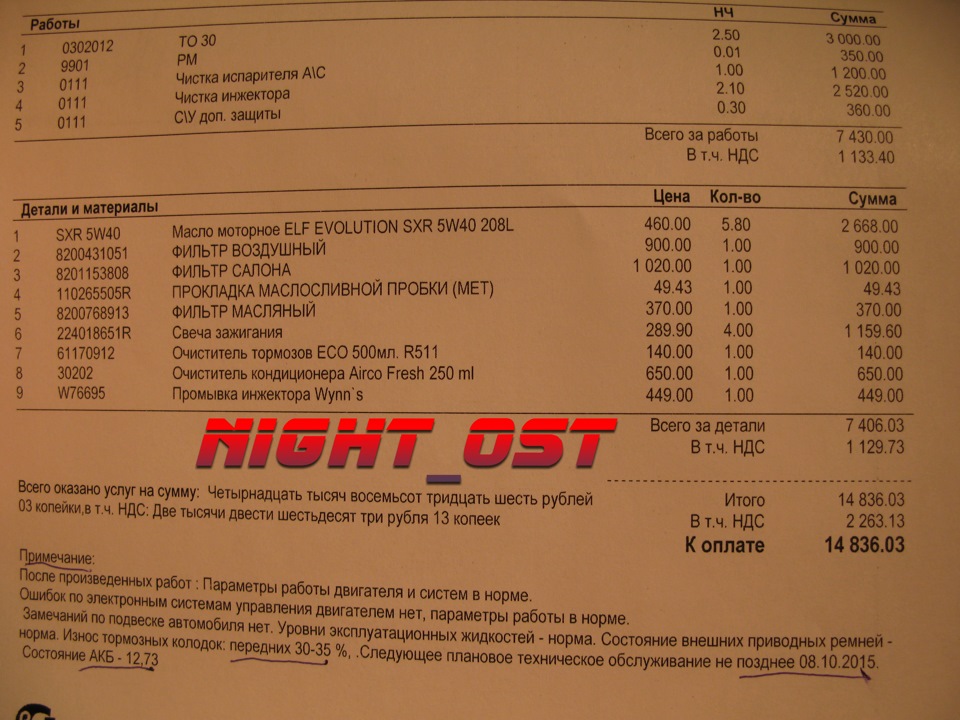 Работы НЧ Сумма
1 0302012 ТО 30 2.50 3 000.00
2 9901 РМ 0.01 350.00
3 0111 Чистка испарителя A\C 1.00 1 200.00
4 0111 Чистка инжектора 2.10 2 520.00
5 0111 С\У доп. защиты 0.30 360.00
Всего за работы 7 430.00
В т.ч. НДС 1 133.40
Детали и материалы Цена Кол-во Сумма
1 SXR 5W40 Масло моторное ELF EVOLUTION SXR 5W40 208L 460.00 5.80 2 668.00
2 8200431051 ФИЛЬТР ВОЗДУШНЫЙ 900.00 1.00 900.00
3 8201153808 ФИЛЬТР САЛОНА 1 020.00 1.00 1 020.00
4 110265505R ПРОКЛАДКА МАСЛОСЛИВНОЙ ПРОБКИ (МЕТ) 49.43 1.00 49.43
5 8200768913 ФИЛЬТР МАСЛЯНЫЙ 370.00 1.00 370.00
6 224018651R Свеча зажигания 289.90 4.00 1 159.60
7 61170912 Очиститель тормозов ECO 500мл. R511 140.00 1.00 140.00
8 30202 Очиститель кондиционера Airco Fresh 250 ml 650.00 1.00 650.00
9 W76695 Промывка инжектора Wynn`s 449.00 1.00 449.00
Всего за детали 7 406.03
В т.ч. НДС 1 129.73
NIGHT_OST
Всего оказано услуг на сумму: Четырнадцать тысяч восемьсот тридцать шесть рублей
03 копейки,в т.ч. НДС: Две тысячи двести шестьдесят три рубля 13 копеек
Итого 14 836.03
В т.ч. НДС 2 263.13
К оплате 14 836.03
Примечание:
После произведенных работ : Параметры работы двигателя и систем в норме.
Ошибок по электронным системам управления двигателем нет, параметры работы в норме.
Замечаний по подвеске автомобиля нет. Уровни эксплуатационных жидкостей - норма. Состояние внешних приводных ремней -
норма. Износ тормозных колодок: передних 30-35 %, .Следующее плановое техническое обслуживание не позднее 08.10.2015.
Состояние АКБ - 12,73